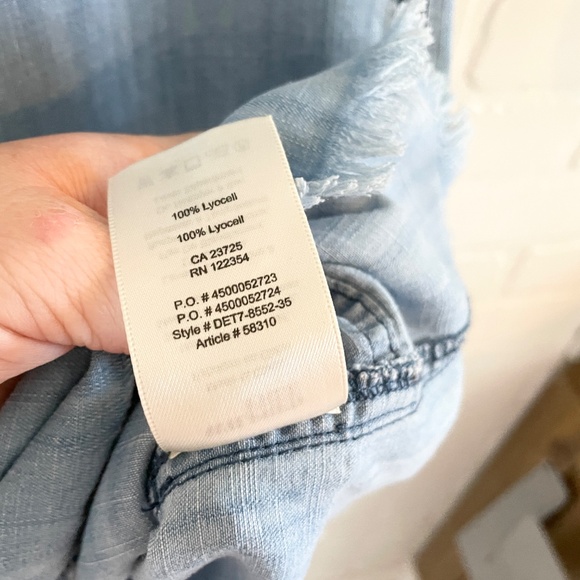 100% Lyocell
100% Lyocell
CA 23725
RN 122354
P.O. # 4500052723
P.O. # 4500052724
Style # DET7-8552-35
Article # 58310